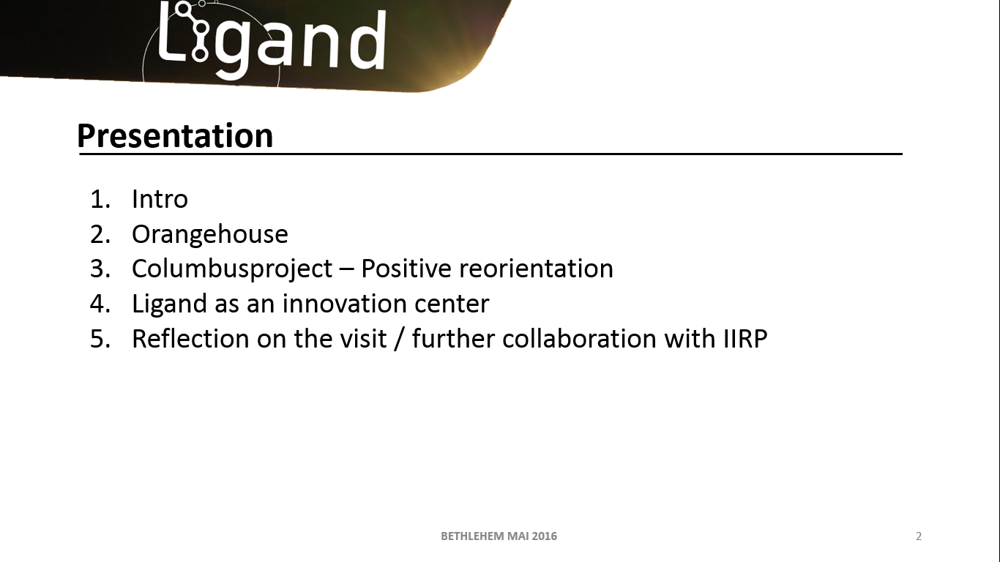 Ligand
Presentation
1. Intro
2. Orangehouse
3. Columbusproject – Positive reorientation
4. Ligand as an innovation center
5. Reflection on the visit / further collaboration with IIRP
BETHLEHEM MAI 2016
2